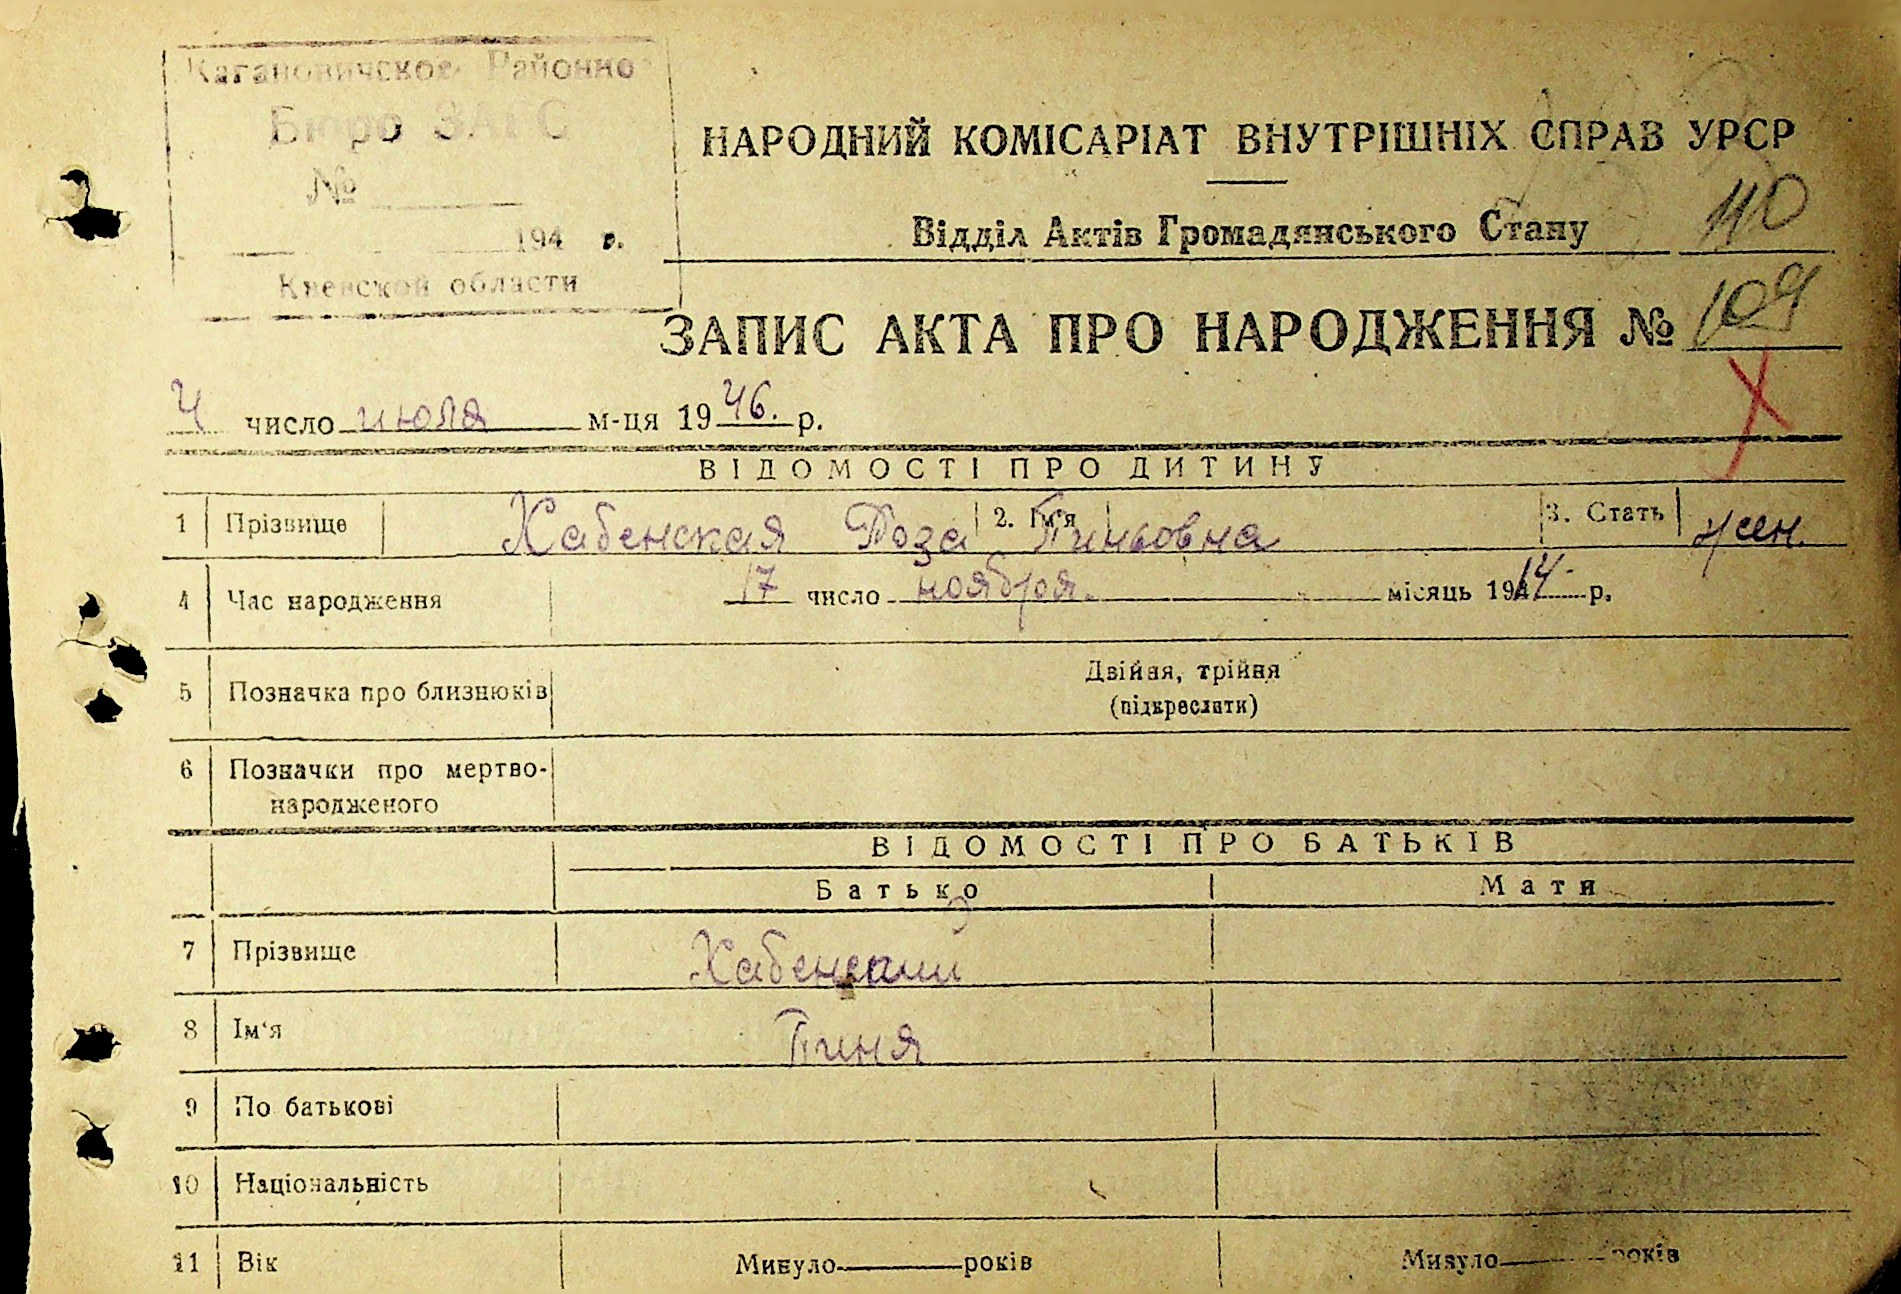 Кагановичское Районно
Бюро ЗАГС
№
194 г.
Киевской области
НАРОДНИЙ КОМІСАРІАТ ВНУТРІШНІХ СПРАВ УРСР
Відділ Актів Громадянського Стану 110
ЗАПИС АКТА ПРО НАРОДЖЕННЯ № 109
4 число июля м-ця 1946. р.
ВІДОМОСТІ ПРО ДИТИНУ
1 Прізвище Хабенская Роза 2. Ім'я Пиньовна 3. Стать жен.
4 Час народження 17 число ноября. місяць 1914 р.
5 Позначка про близнюків Двійня, трійня
(підкреслити)
6 Позначки про мертво-
народженого
ВІДОМОСТІ ПРО БАТЬКІВ
Батько Мати
7 Прізвище Хабенский
8 Ім'я Пиня
9 По батькові
10 Національність
11 Вік Минуло років Минуло років